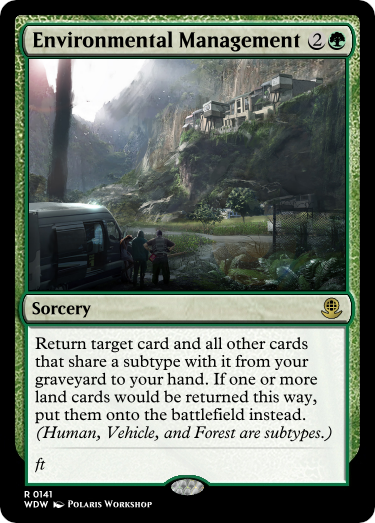 Environmental Management 2
Sorcery
Return target card and all other cards
that share a subtype with it from your
graveyard to your hand. If one or more
land cards would be returned this way,
put them onto the battlefield instead.
(Human, Vehicle, and Forest are subtypes.)
ft
R 0141
WDW Polaris Workshop